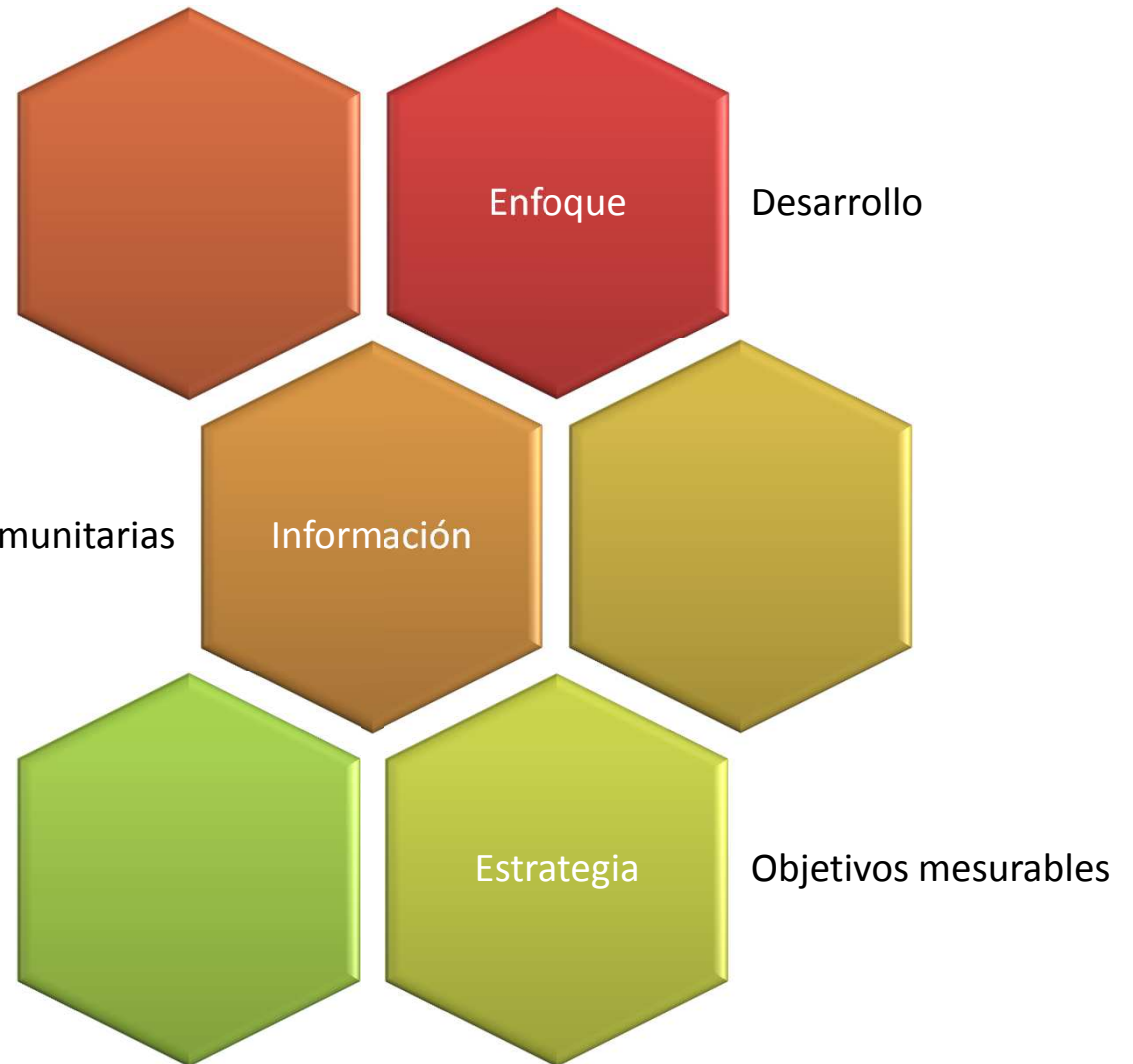 Enfoque Desarrollo
munitarias Información
Estrategia Objetivos mesurables